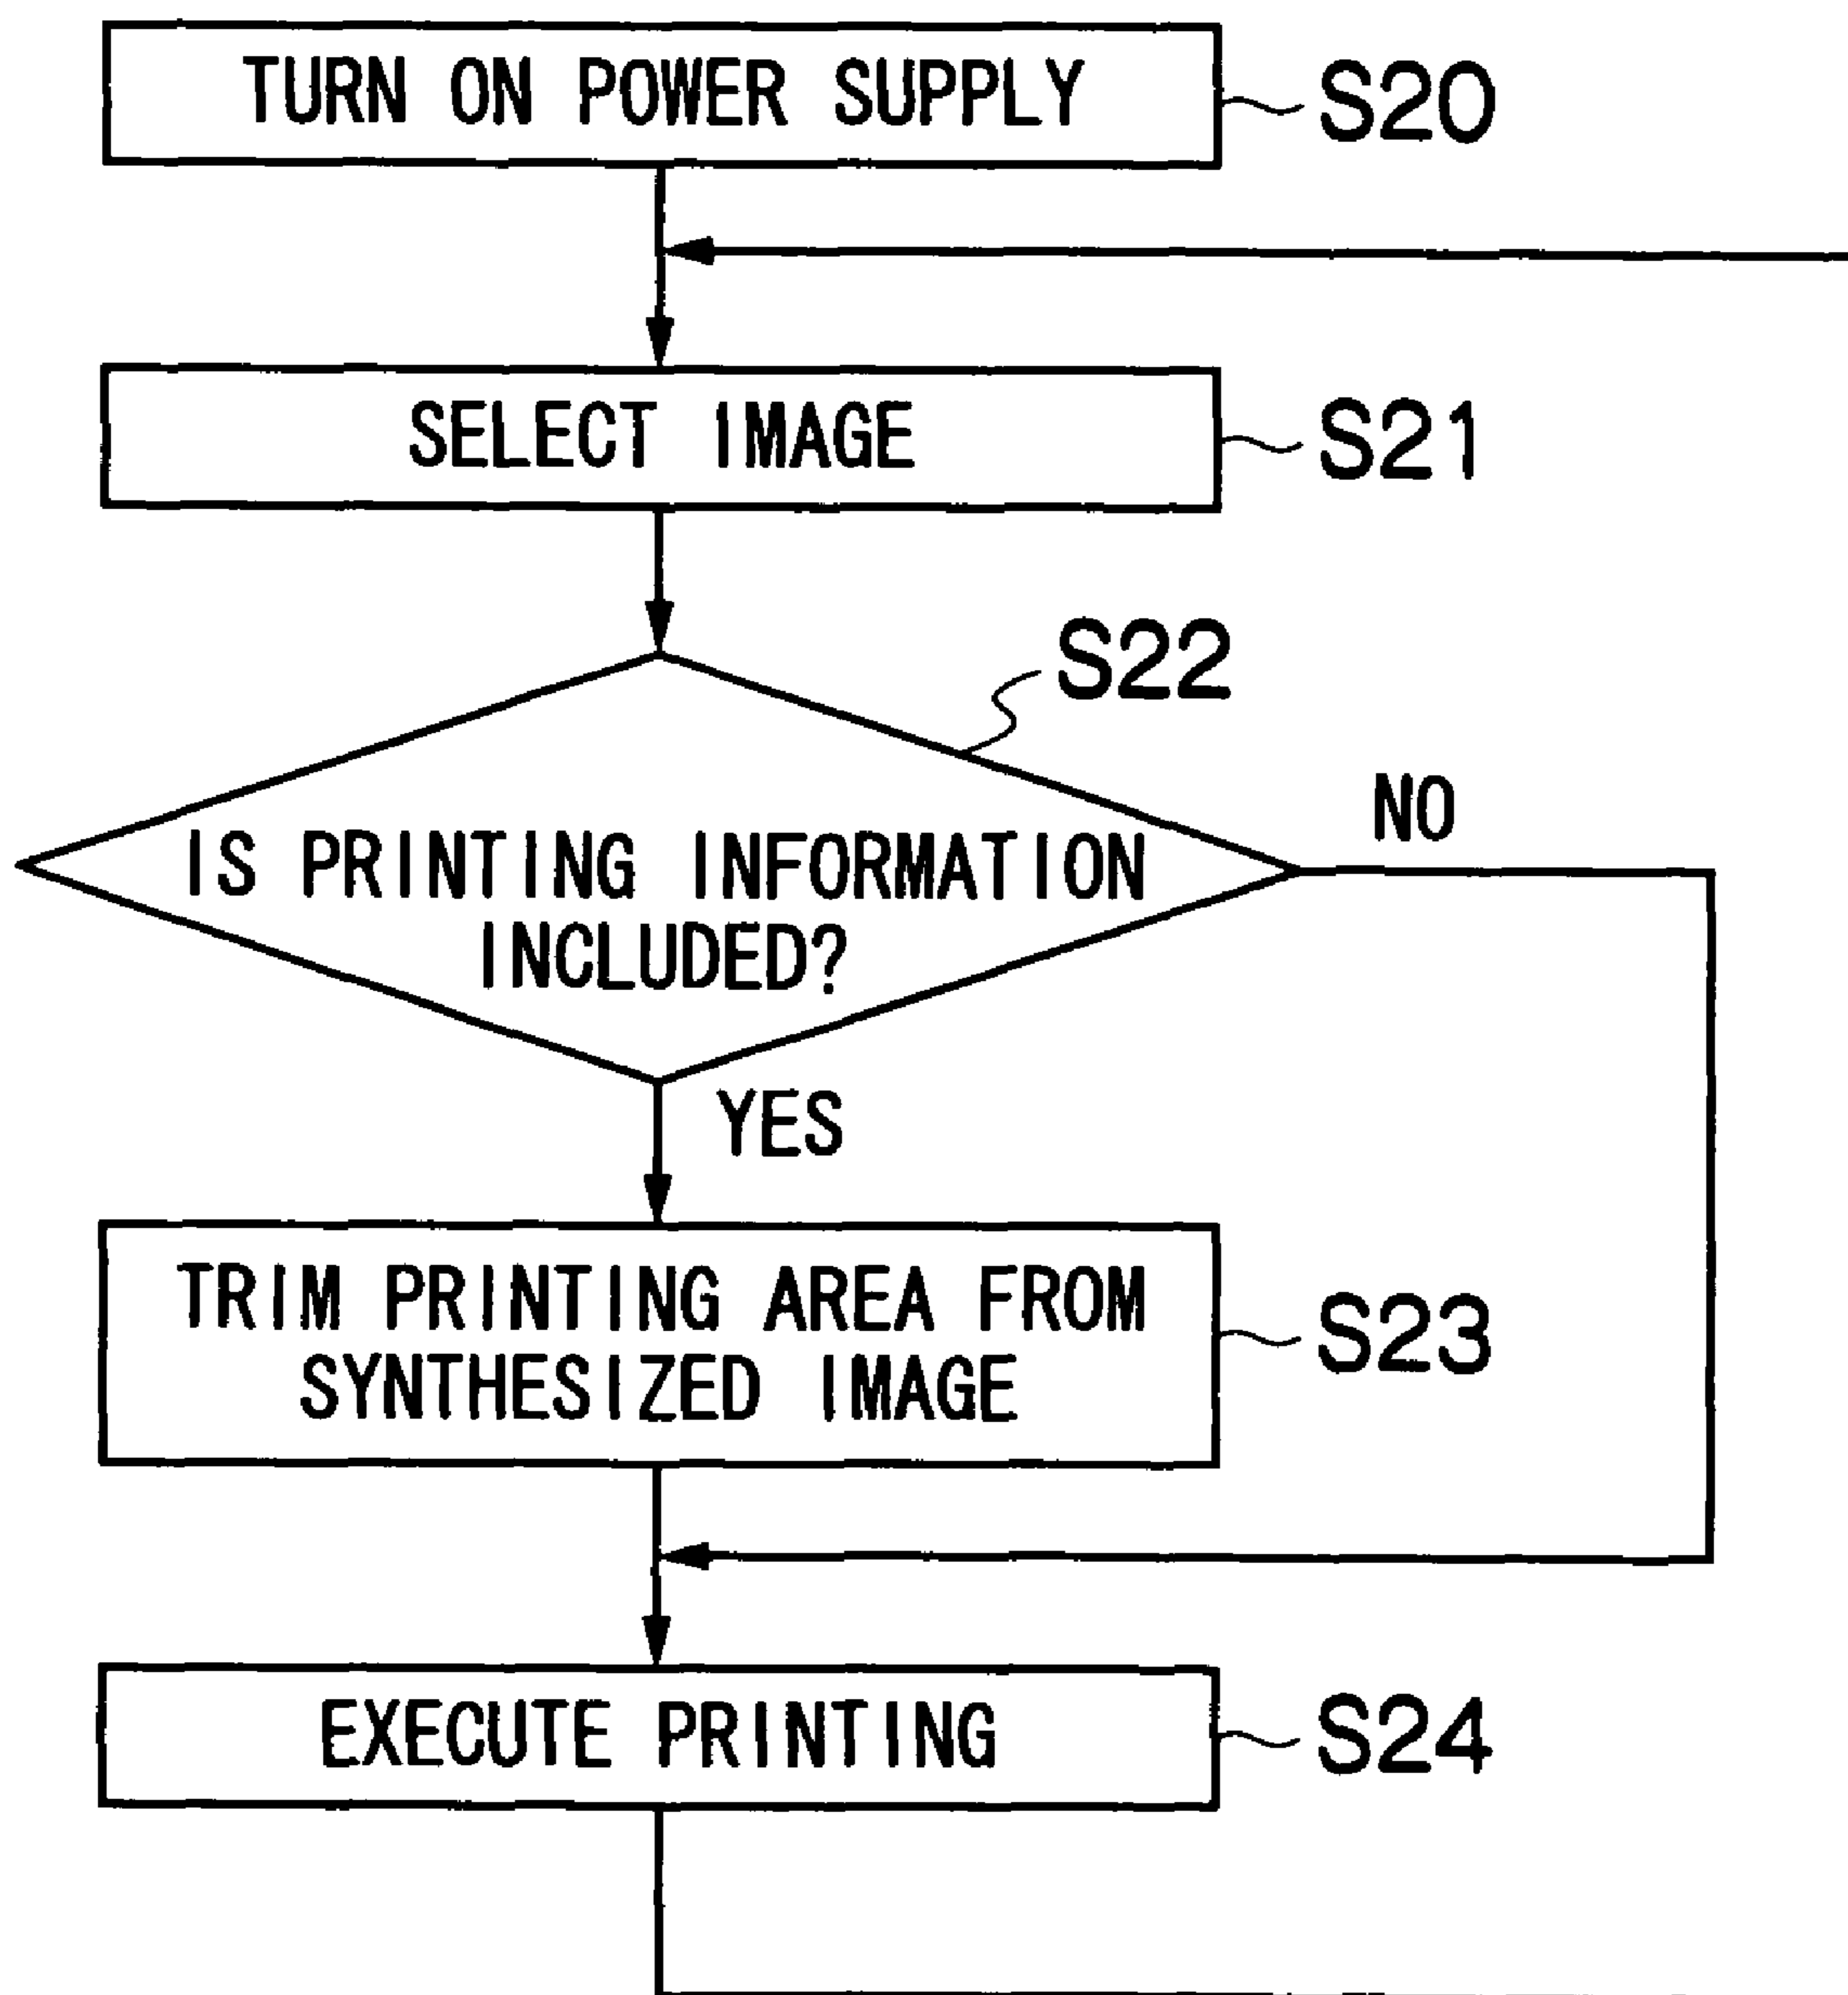 TURN ON POWER SUPPLY
S20
SELECT IMAGE
S21
S22
NO
IS PRINTING INFORMATION
INCLUDED?
YES
TRIM PRINTING AREA FROM
SYNTHESIZED IMAGE
S23
EXECUTE PRINTING
S24